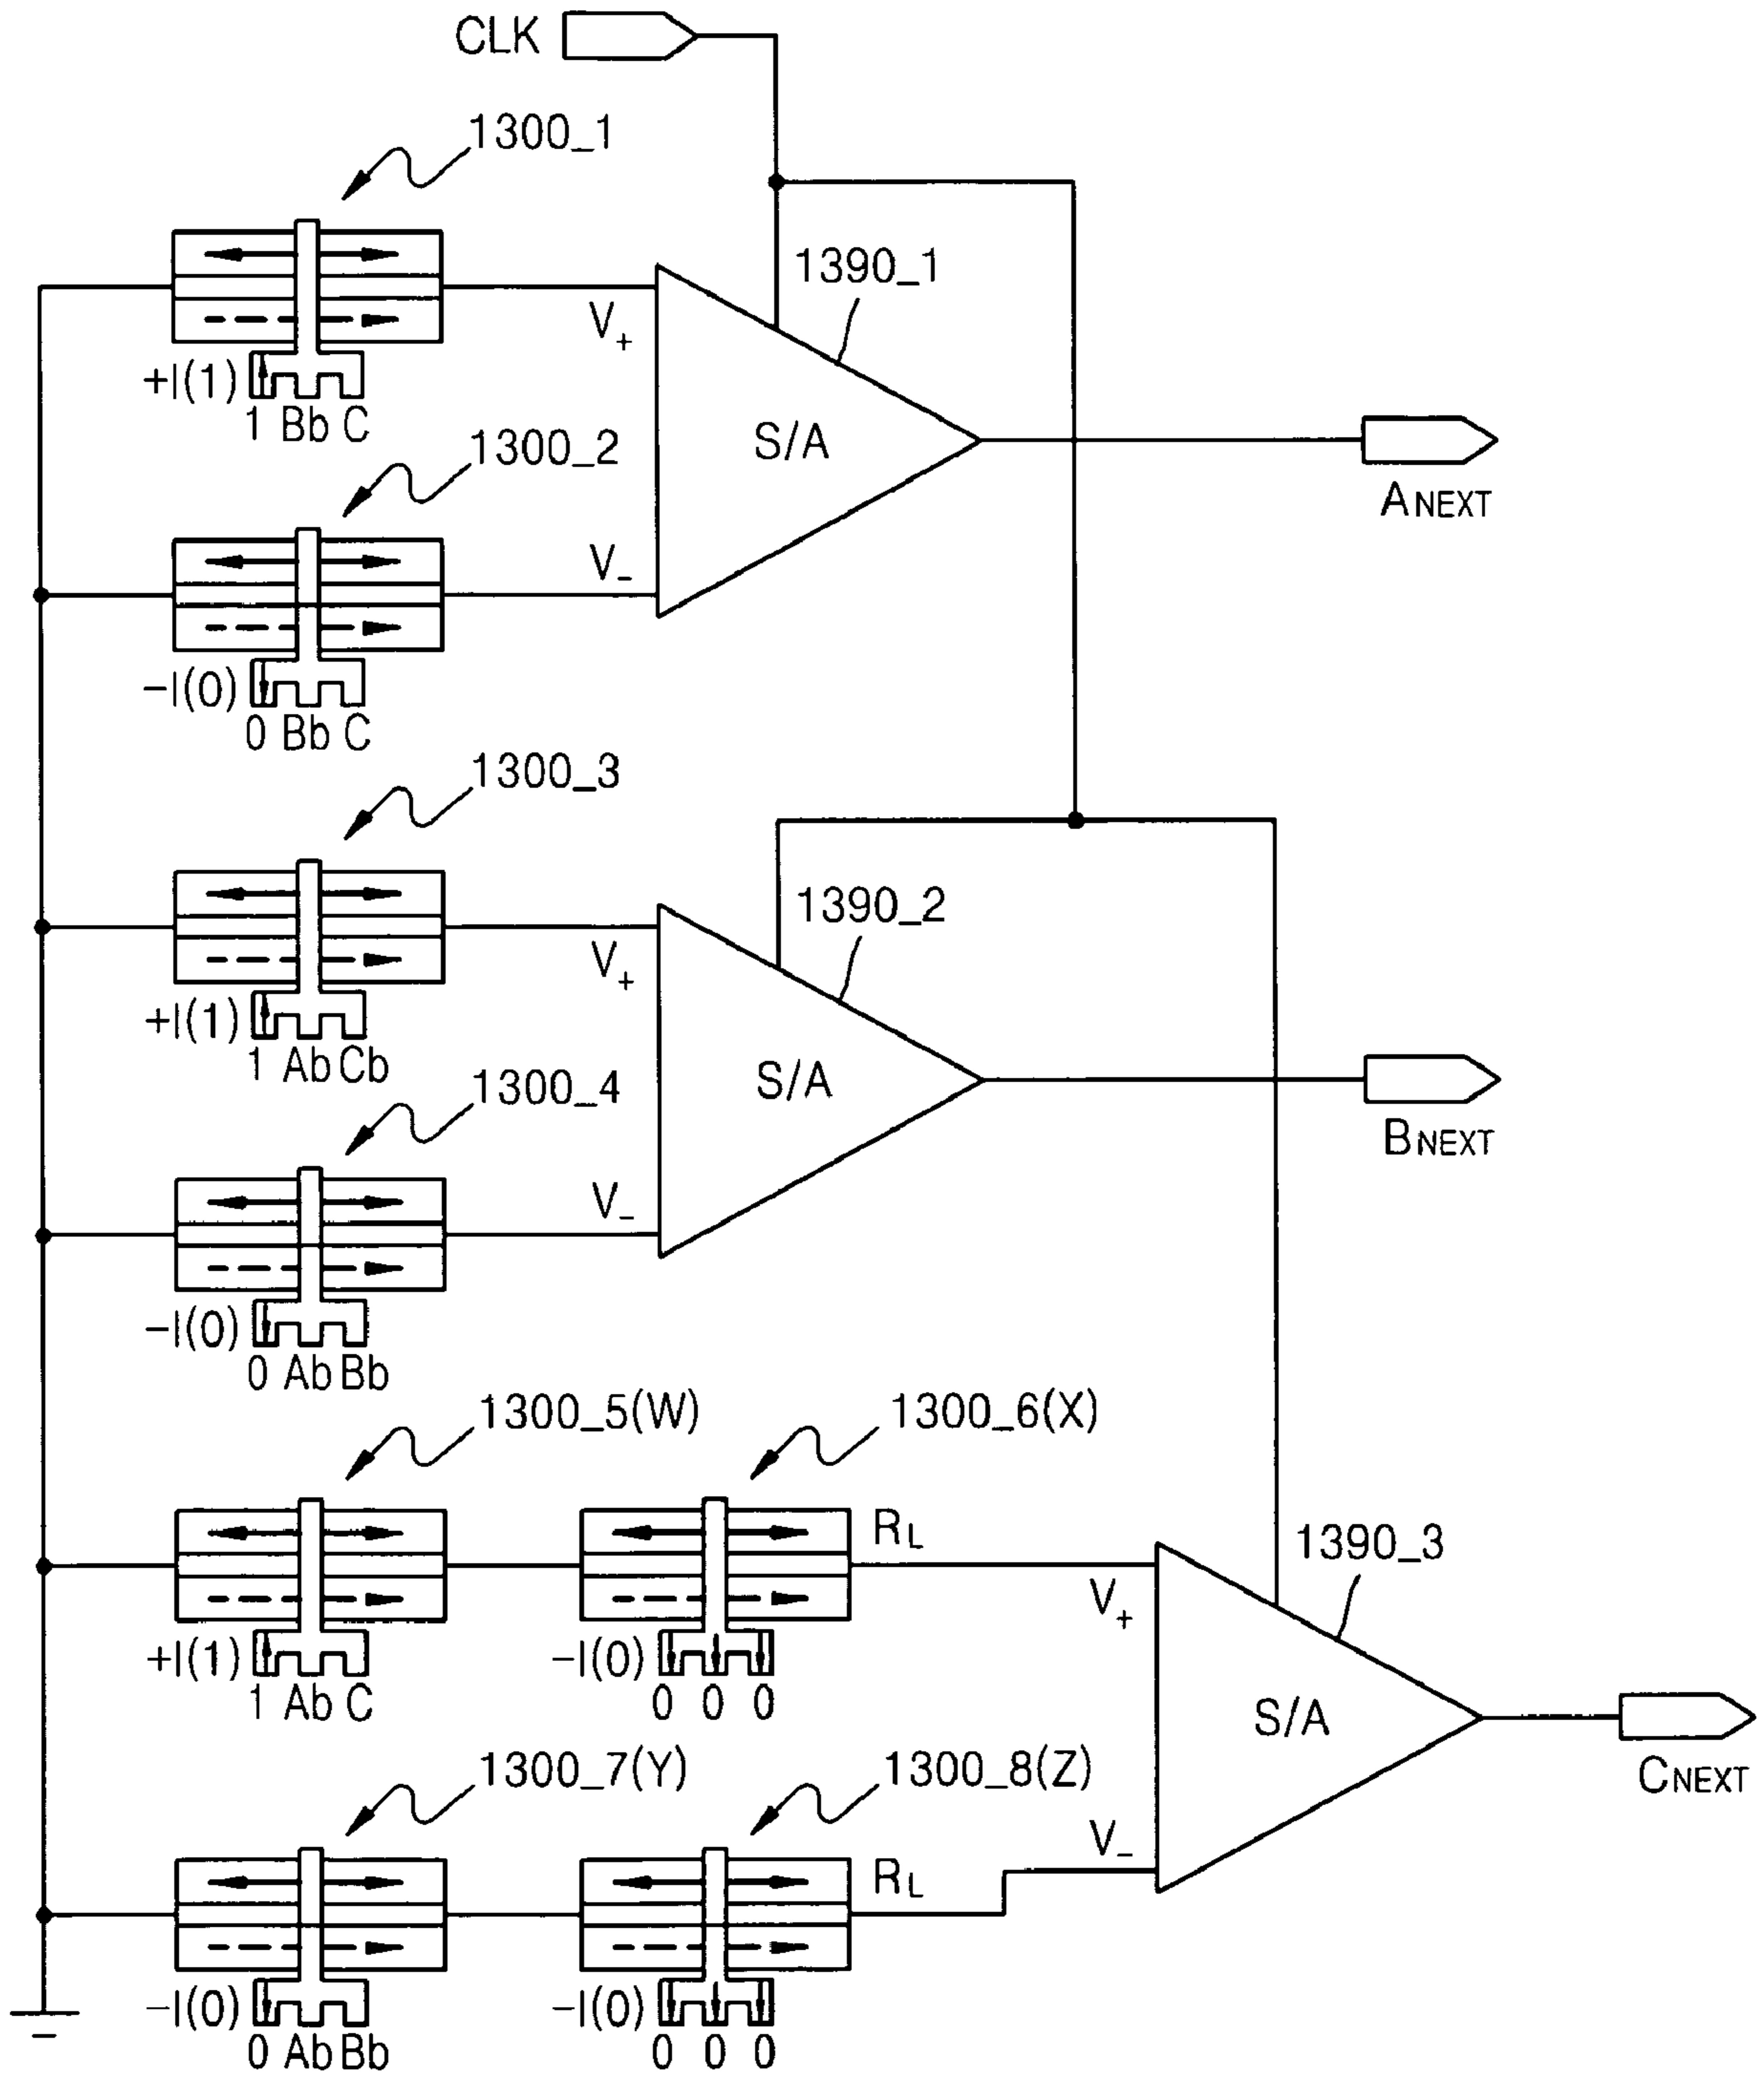 CLK
1300_1
1390_1
V+
+I(1)
1 Bb C
S/A
1300_2
ANEXT
V-
-I(0)
0 Bb C
1300_3
1390_2
V+
+I(1)
1 Ab Cb
S/A
1300_4
BNEXT
V-
-I(0)
0 Ab Bb
1300_5(W)
1300_6(X)
RL
1390_3
V+
+I(1)
-I(0)
1 Ab C
0 0 0
S/A
1300_7(Y)
1300_8(Z)
CNEXT
V-
RL
-I(0)
-I(0)
0 Ab Bb
0 0 0